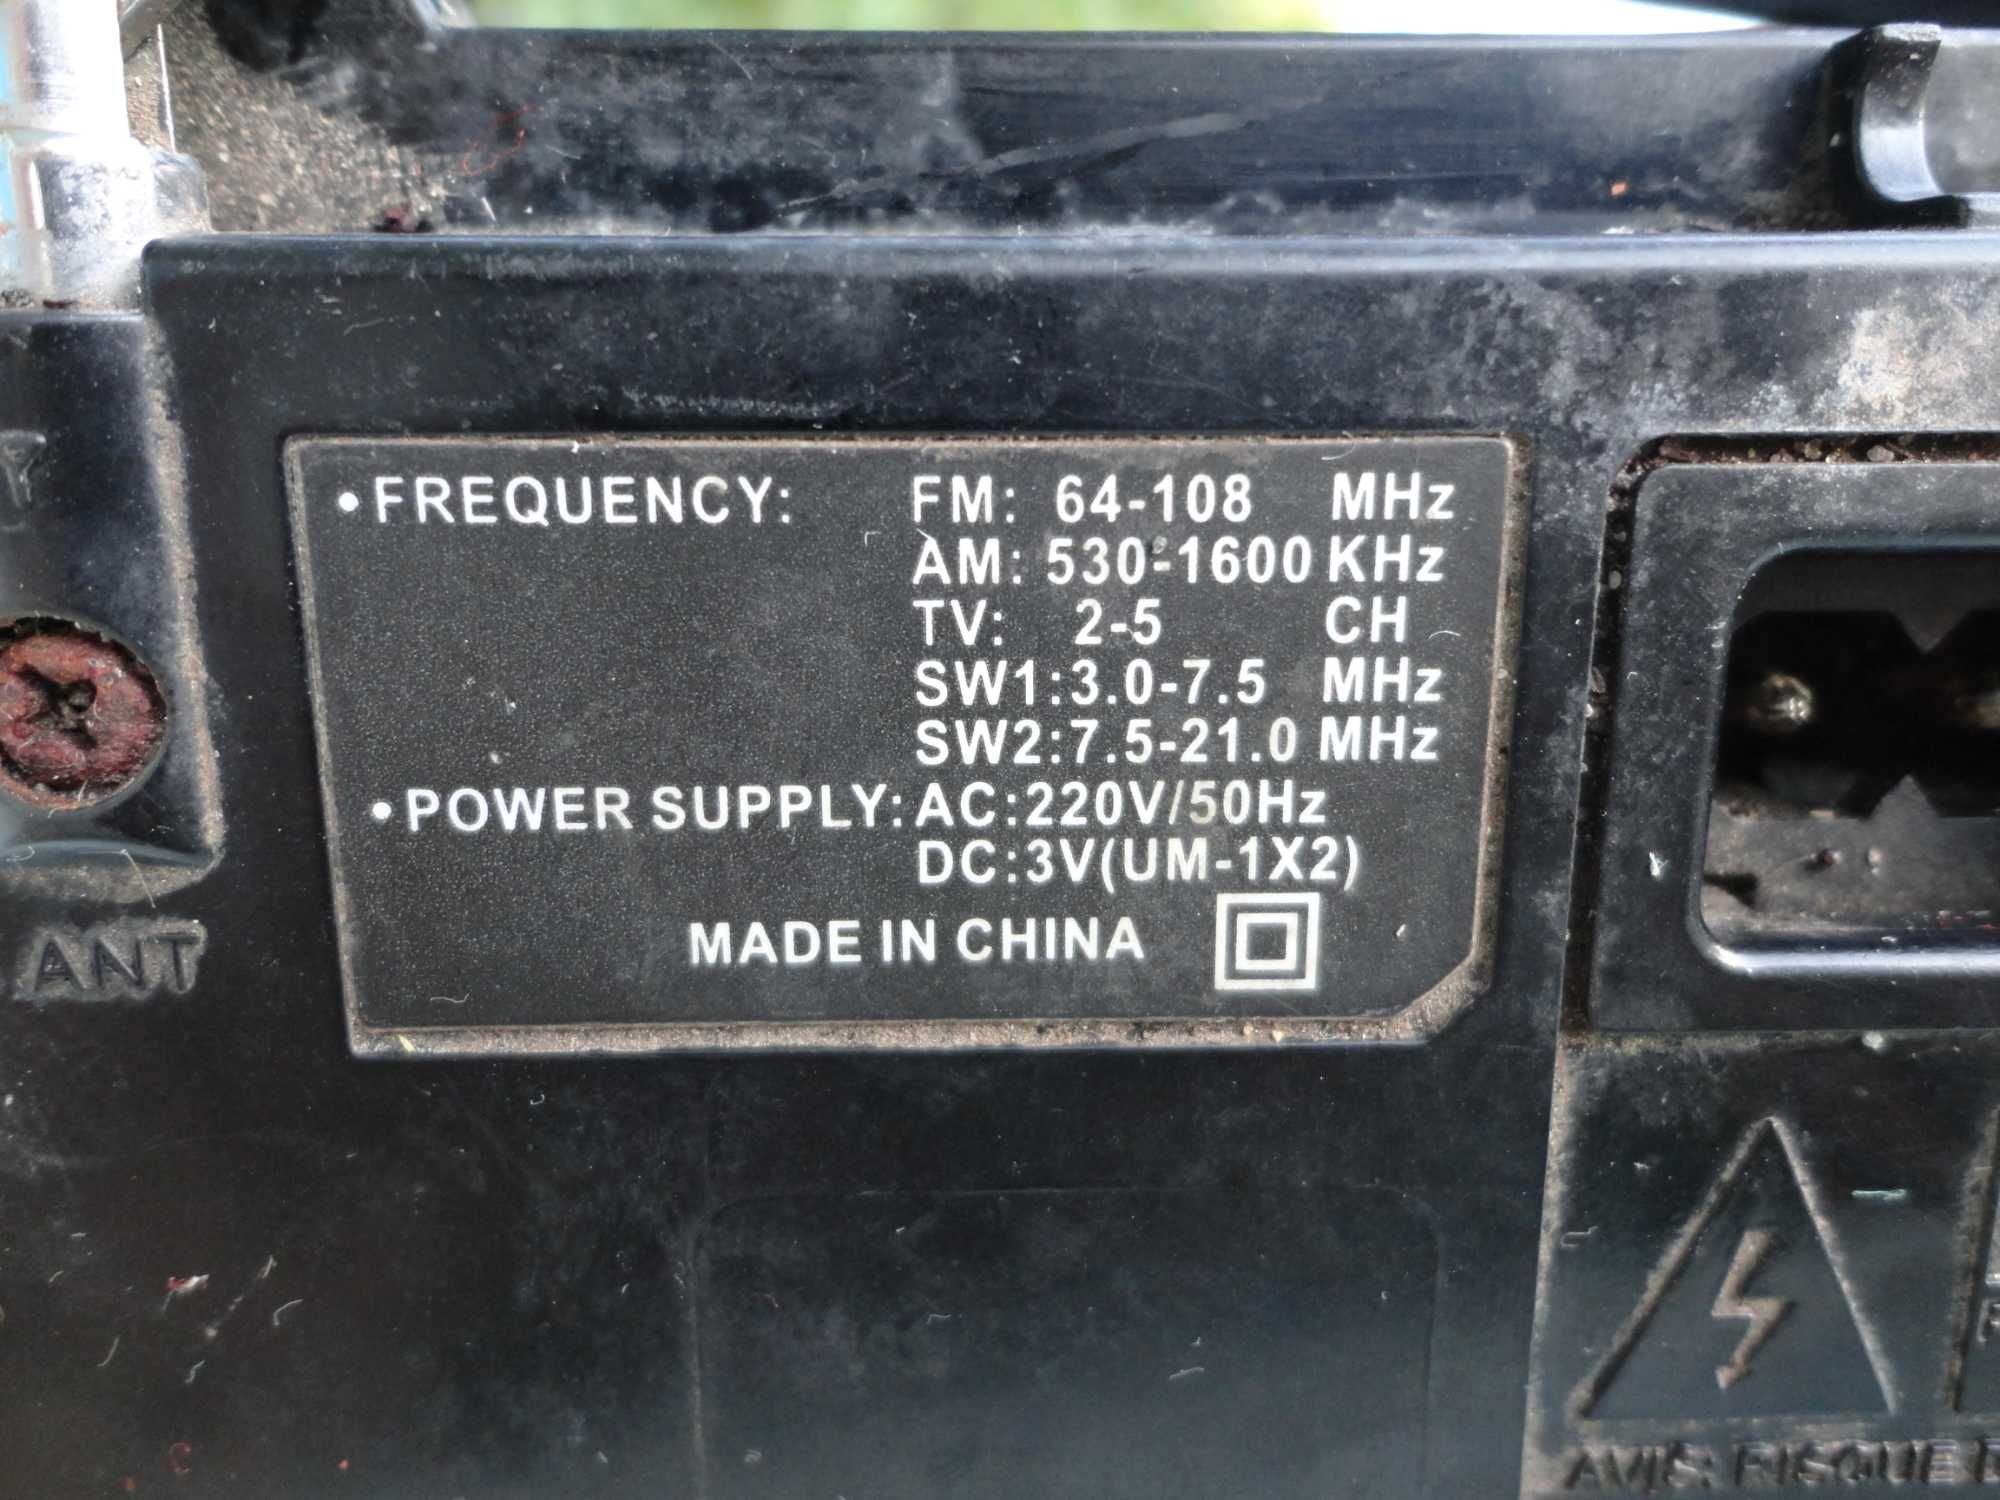 • FREQUENCY: FM: 64-108 MHz
AM: 530-1600 KHz
TV: 2-5 CH
SW1:3.0-7.5 MHz
SW2:7.5-21.0 MHz
• POWER SUPPLY: AC:220V/50Hz
DC:3V(UM-1X2)
MADE IN CHINA
ANT
AVIS: RISQUE